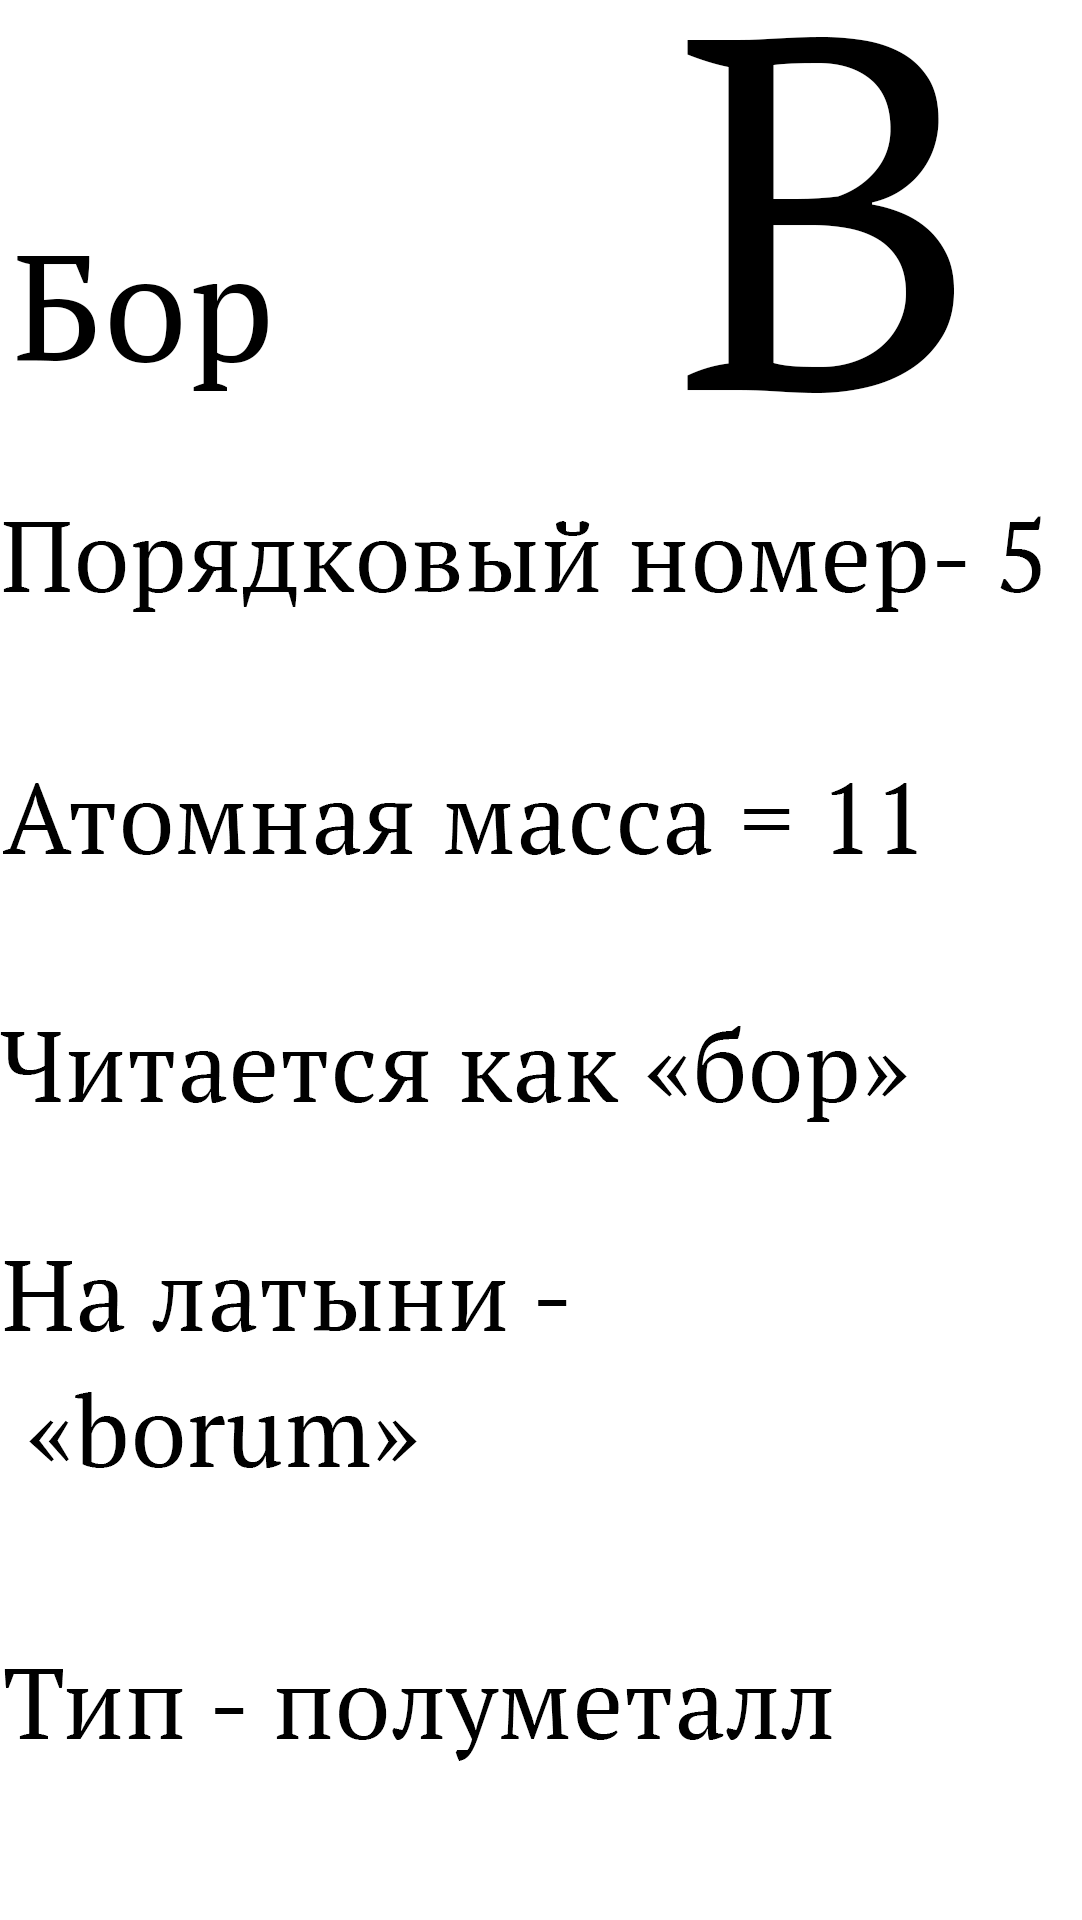 Бор B
Порядковый номер- 5
Атомная масса = 11
Читается как «бор»
На латыни -
«borum»
Тип - полуметалл